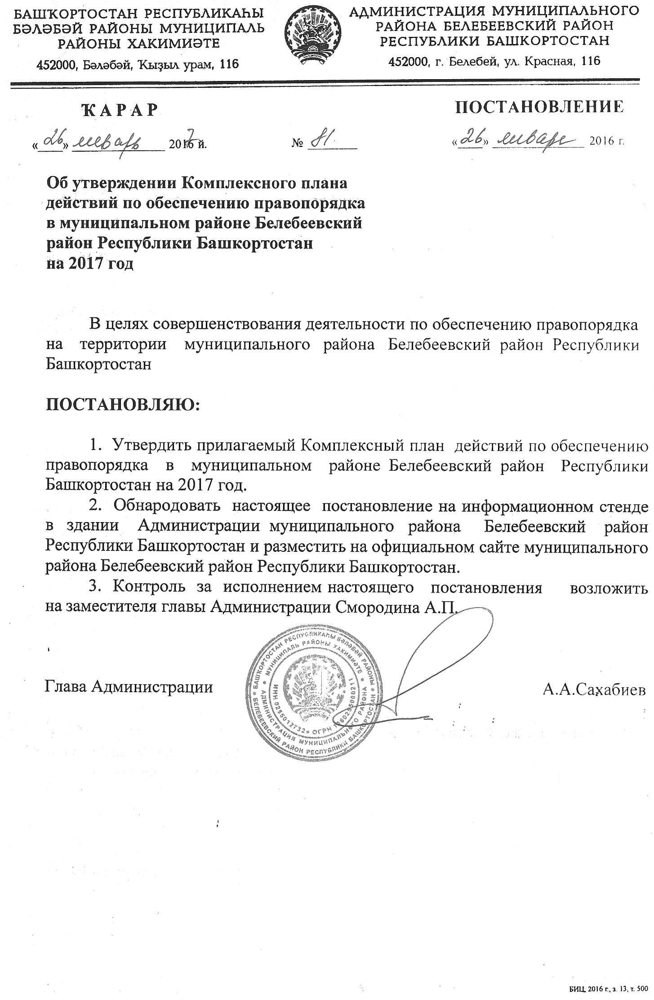 БАШҠОРТОСТАН РЕСПУБЛИКАҺЫ
БӘЛӘБӘЙ РАЙОНЫ МУНИЦИПАЛЬ
РАЙОНЫ ХАКИМИӘТЕ
452000, Бәләбәй, Ҡыҙыл урам, 116
АДМИНИСТРАЦИЯ МУНИЦИПАЛЬНОГО
РАЙОНА БЕЛЕБЕЕВСКИЙ РАЙОН
РЕСПУБЛИКИ БАШКОРТОСТАН
452000, г. Белебей, ул. Красная, 116
ҠАРАР
ПОСТАНОВЛЕНИЕ
«26» январь 2017 й.
№ 81
«26» января 2016 г.
Об утверждении Комплексного плана
действий по обеспечению правопорядка
в муниципальном районе Белебеевский
район Республики Башкортостан
на 2017 год
В целях совершенствования деятельности по обеспечению правопорядка
на территории муниципального района Белебеевский район Республики
Башкортостан
ПОСТАНОВЛЯЮ:
1. Утвердить прилагаемый Комплексный план действий по обеспечению
правопорядка в муниципальном районе Белебеевский район Республики
Башкортостан на 2017 год.
2. Обнародовать настоящее постановление на информационном стенде
в здании Администрации муниципального района Белебеевский район
Республики Башкортостан и разместить на официальном сайте муниципального
района Белебеевский район Республики Башкортостан.
3. Контроль за исполнением настоящего постановления возложить
на заместителя главы Администрации Смородина А.П.
БАШҠОРТОСТАН РЕСПУБЛИКАҺЫ БӘЛӘБӘЙ РАЙОНЫ
МУНИЦИПАЛЬ РАЙОНЫ ХАКИМИӘТЕ
АДМИНИСТРАЦИЯ МУНИЦИПАЛЬНОГО РАЙОНА
БЕЛЕБЕЕВСКИЙ РАЙОН РЕСПУБЛИКИ БАШКОРТОСТАН
ИНН 0255012732 ОГРН 1060255000211
Глава Администрации
А.А.Сахабиев
БИЦ, 2016 г., з. 13, т. 500